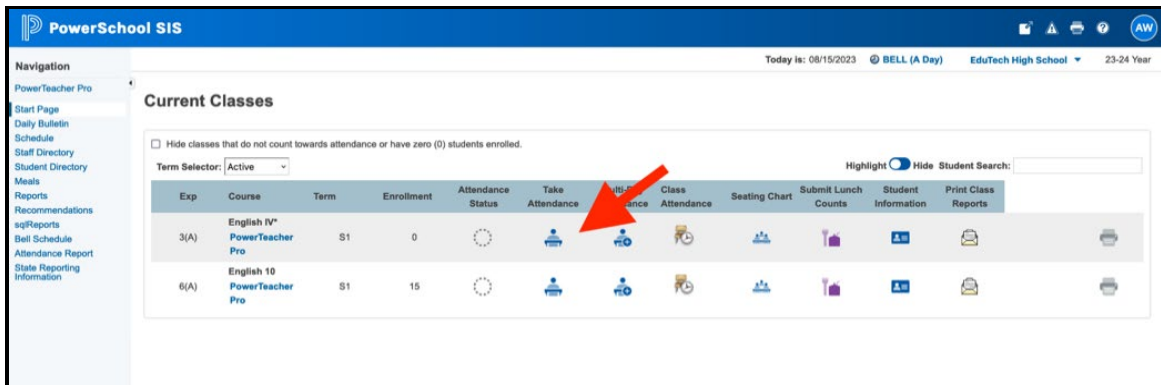 PowerSchool SIS
AW
Navigation
Today is: 08/15/2023 BELL (A Day) EduTech High School 23-24 Year
PowerTeacher Pro
Start Page
Daily Bulletin
Schedule
Staff Directory
Student Directory
Meals
Reports
Recommendations
sqlReports
Bell Schedule
Attendance Report
State Reporting
Information
Current Classes
Hide classes that do not count towards attendance or have zero (0) students enrolled.
Term Selector: Active
Highlight Hide Student Search:
Exp Course Term Enrollment Attendance Status Take Attendance Class Attendance Seating Chart Submit Lunch Counts Student Information Print Class Reports
English IV*
3(A) PowerTeacher S1 0
Pro
English 10
6(A) PowerTeacher S1 15
Pro